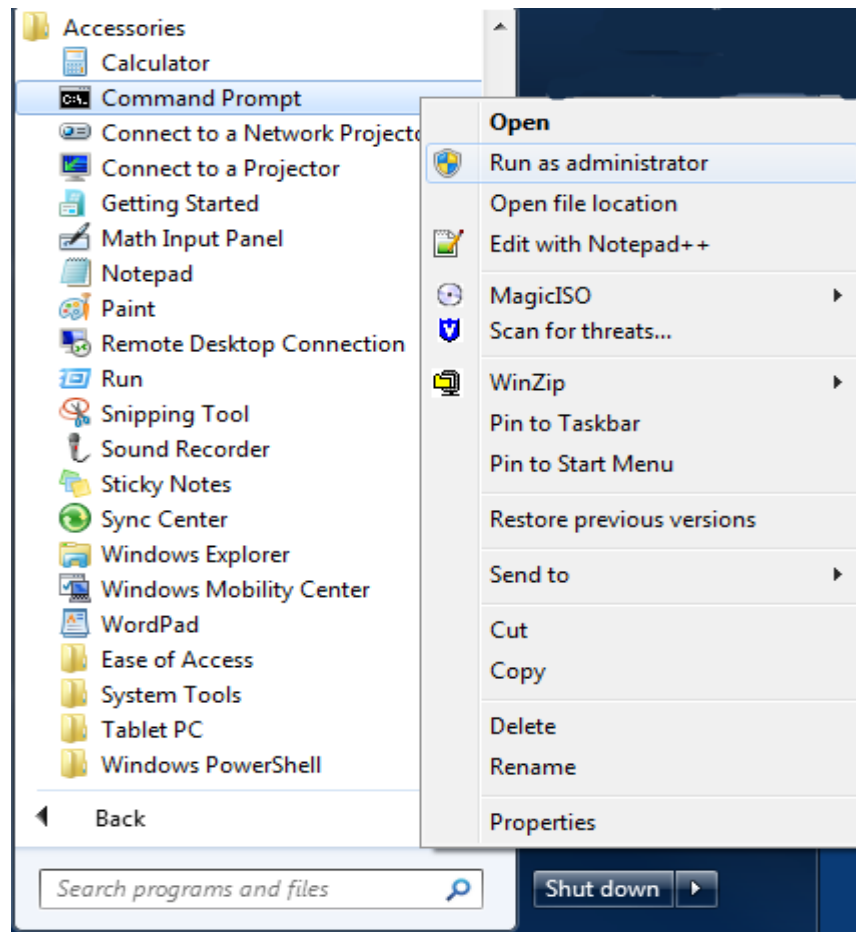 Accessories
Calculator
C:\.
Command Prompt
Connect to a Network Projecto
Connect to a Projector
Getting Started
Math Input Panel
Notepad
Paint
Remote Desktop Connection
Run
Snipping Tool
Sound Recorder
Sticky Notes
Sync Center
Windows Explorer
Windows Mobility Center
WordPad
Ease of Access
System Tools
Tablet PC
Windows PowerShell
Back
Search programs and files
Open
Run as administrator
Open file location
Edit with Notepad++
MagicISO
Scan for threats...
WinZip
Pin to Taskbar
Pin to Start Menu
Restore previous versions
Send to
Cut
Copy
Delete
Rename
Properties
Shut down